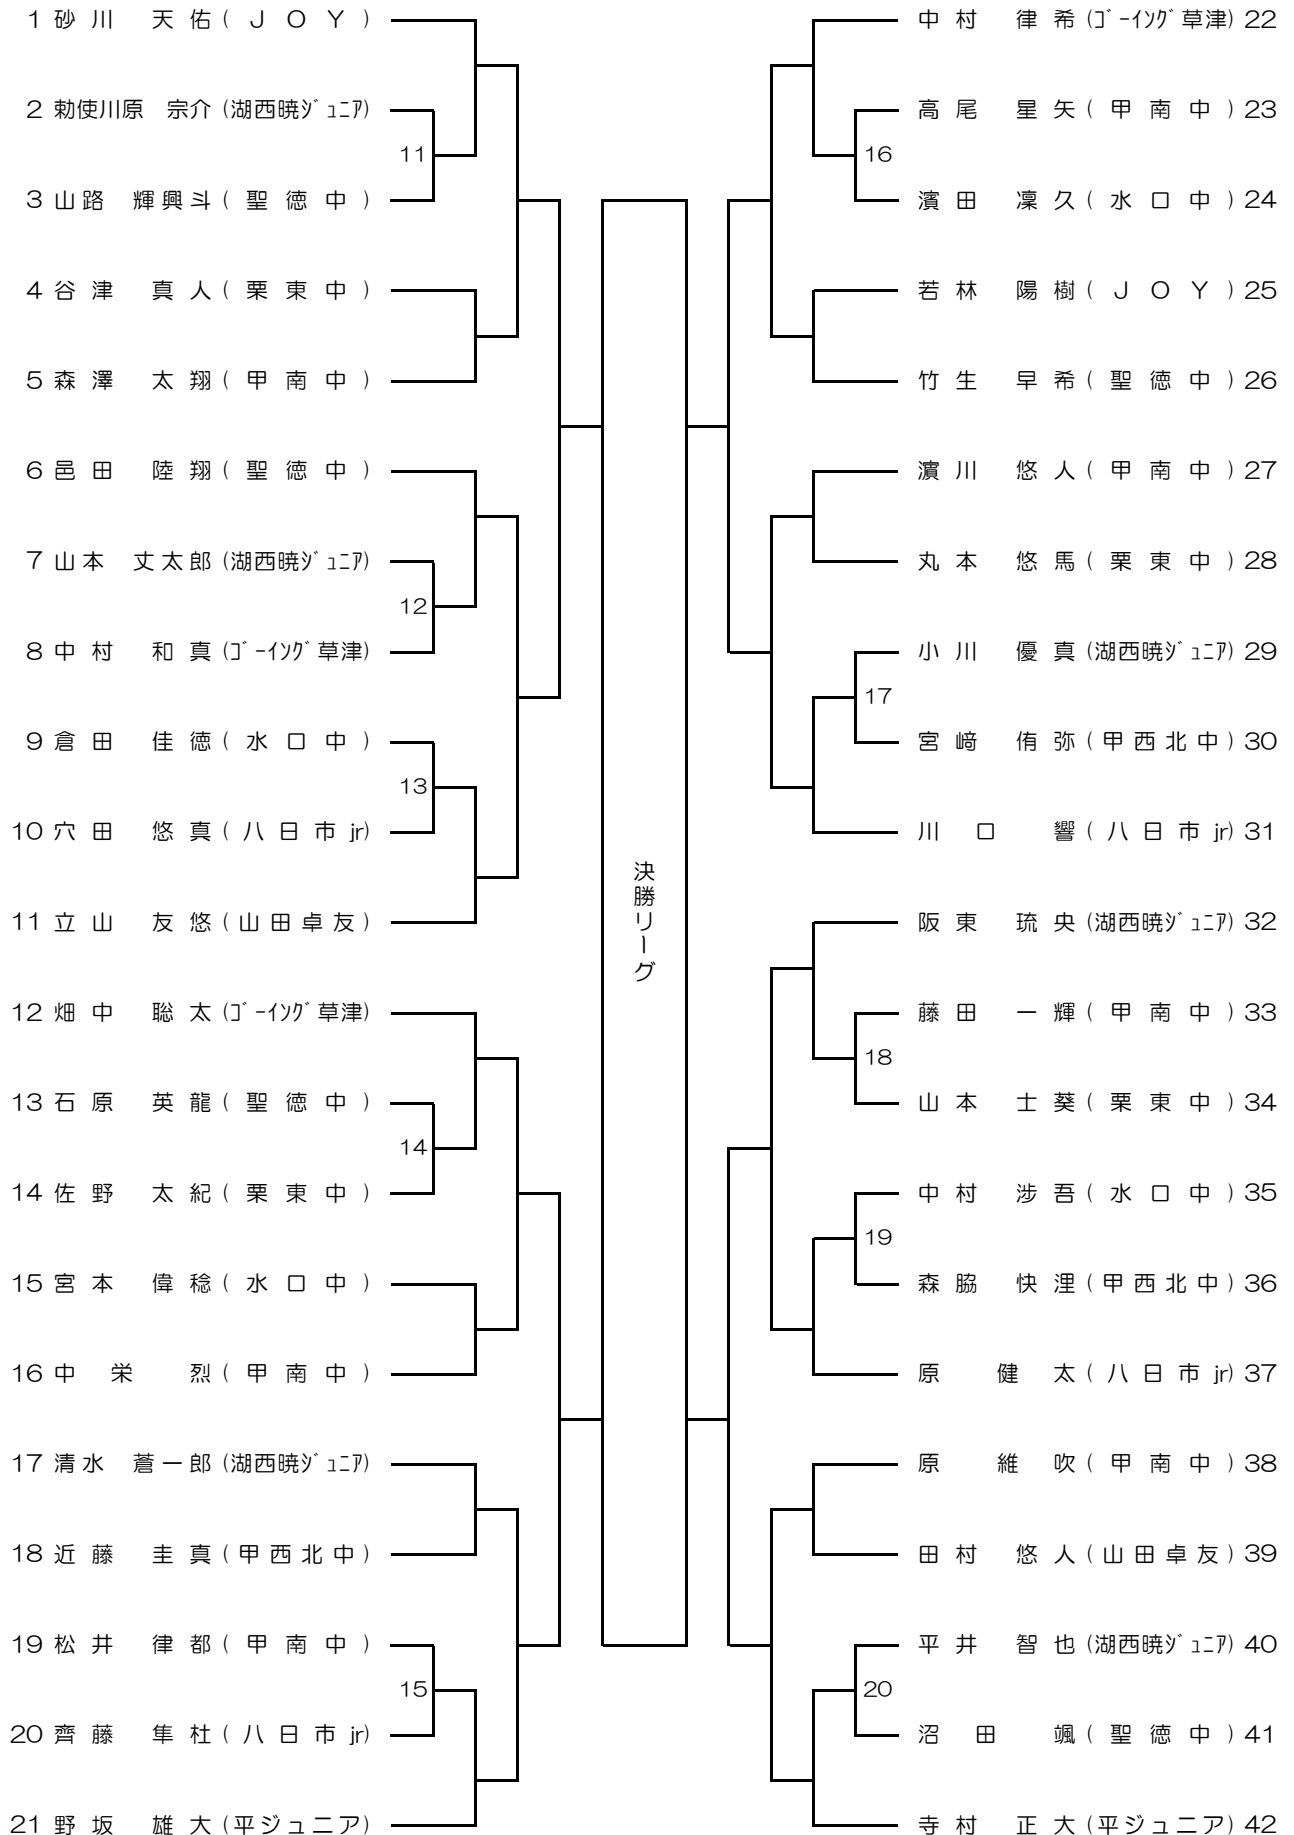 1 砂川 天佑 (JOY)
2 勅使川原 宗介 (湖西暁ｼﾞｭﾆｱ)
11
3 山路 輝興斗 (聖徳中)
4 谷津 真人 (栗東中)
5 森澤 太翔 (甲南中)
6 邑田 陸翔 (聖徳中)
7 山本 丈太郎 (湖西暁ｼﾞｭﾆｱ)
12
8 中村 和真 (ｺﾞｰｲﾝｸﾞ草津)
9 倉田 佳徳 (水口中)
13
10 穴田 悠真 (八日市jr)
11 立山 友悠 (山田卓友)
12 畑中 聡太 (ｺﾞｰｲﾝｸﾞ草津)
13 石原 英龍 (聖徳中)
14
14 佐野 太紀 (栗東中)
15 宮本 偉稔 (水口中)
16 中栄 烈 (甲南中)
17 清水 蒼一郎 (湖西暁ｼﾞｭﾆｱ)
18 近藤 圭真 (甲西北中)
19 松井 律都 (甲南中)
15
20 齊藤 隼杜 (八日市jr)
21 野坂 雄大 (平ジュニア)
決勝リーグ
中村 律希 (ｺﾞｰｲﾝｸﾞ草津) 22
高尾 星矢 (甲南中) 23
16
濱田 凜久 (水口中) 24
若林 陽樹 (JOY) 25
竹生 早希 (聖徳中) 26
濵川 悠人 (甲南中) 27
丸本 悠馬 (栗東中) 28
小川 優真 (湖西暁ｼﾞｭﾆｱ) 29
17
宮﨑 侑弥 (甲西北中) 30
川口 響 (八日市jr) 31
阪東 琉央 (湖西暁ｼﾞｭﾆｱ) 32
藤田 一輝 (甲南中) 33
18
山本 士葵 (栗東中) 34
中村 渉吾 (水口中) 35
19
森脇 快浬 (甲西北中) 36
原 健太 (八日市jr) 37
原 維吹 (甲南中) 38
田村 悠人 (山田卓友) 39
平井 智也 (湖西暁ｼﾞｭﾆｱ) 40
20
沼田 颯 (聖徳中) 41
寺村 正大 (平ジュニア) 42